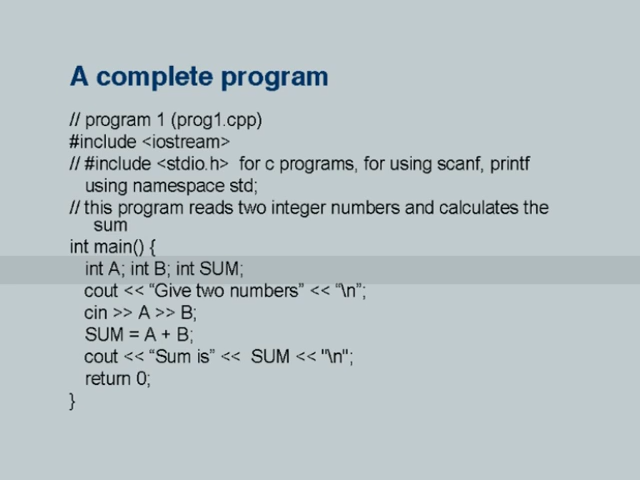 A complete program
// program 1 (prog1.cpp)
#include <iostream>
// #include <stdio.h>  for c programs, for using scanf, printf
using namespace std;
// this program reads two integer numbers and calculates the
sum
int main() {
int A; int B; int SUM;
cout << “Give two numbers” << “\n”;
cin >> A >> B;
SUM = A + B;
cout << “Sum is” <<  SUM << "\n";
return 0;
}